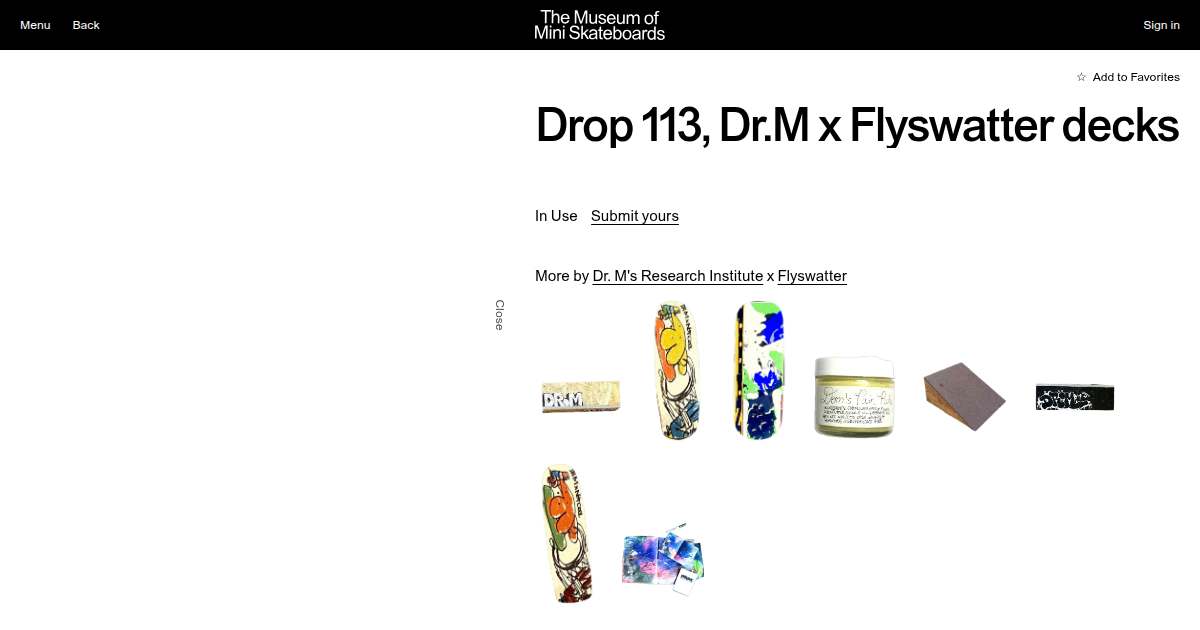 Menu Back
The Museum of
Mini Skateboards
Sign in
☆ Add to Favorites
Drop 113, Dr.M x Flyswatter decks
In Use Submit yours
More by Dr. M's Research Institute x Flyswatter
Close
DR.M